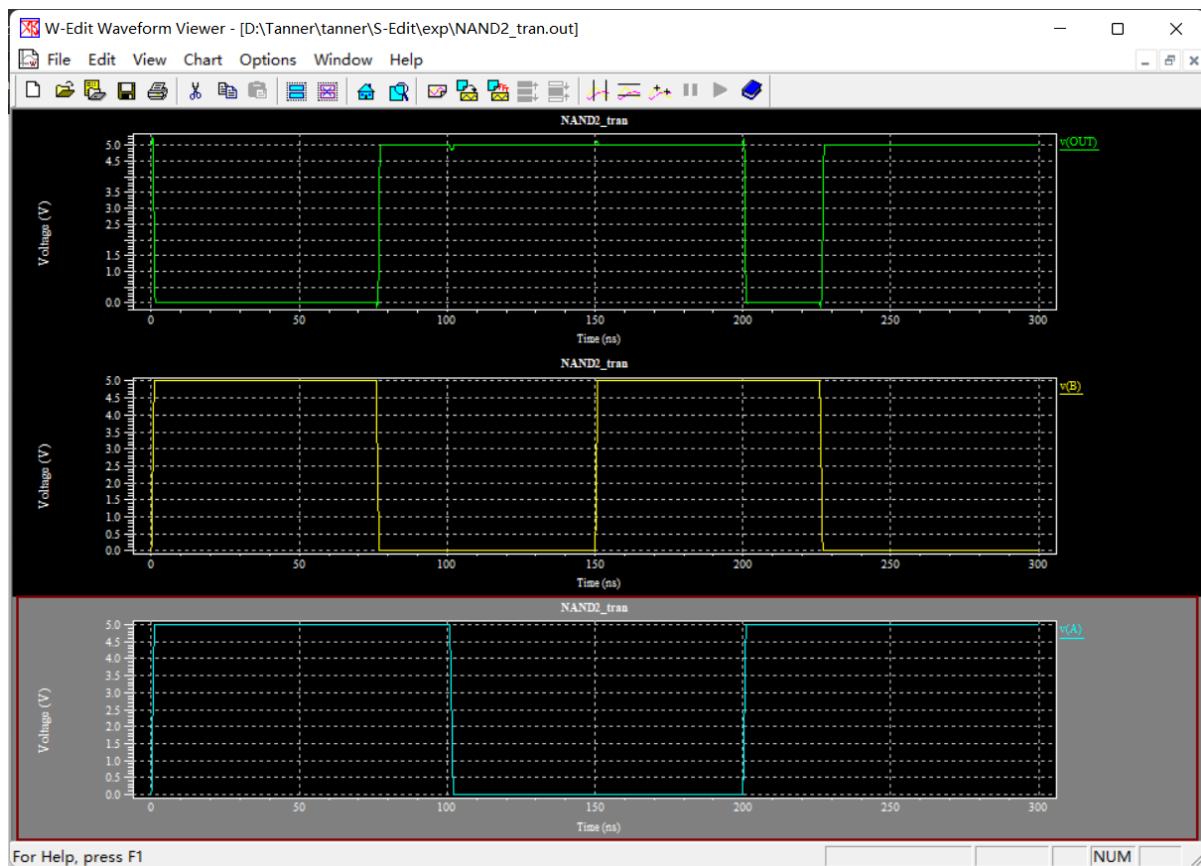 W-Edit Waveform Viewer - [D:\Tanner\tanner\S-Edit\exp\NAND2_tran.out]
File Edit View Chart Options Window Help
NAND2_tran
v(OUT)
Voltage (V)
5.0
4.5
3.5
3.0
2.5
1.5
1.0
0.0
0 50 100 150 200 250 300
Time (ns)
NAND2_tran
v(B)
Voltage (V)
5.0
4.5
4.0
3.5
3.0
2.5
2.0
1.5
1.0
0.5
0.0
0 50 100 150 200 250 300
Time (ns)
NAND2_tran
v(A)
Voltage (V)
5.0
4.5
4.0
3.5
3.0
2.5
2.0
1.5
1.0
0.5
0.0
0 50 100 150 200 250 300
Time (ns)
For Help, press F1
NUM